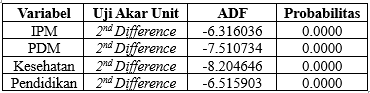 Variabel Uji Akar Unit ADF Probabilitas
IPM 2nd Difference -6.316036 0.0000
PDM 2nd Difference -7.510734 0.0000
Kesehatan 2nd Difference -8.204646 0.0000
Pendidikan 2nd Difference -6.515903 0.0000